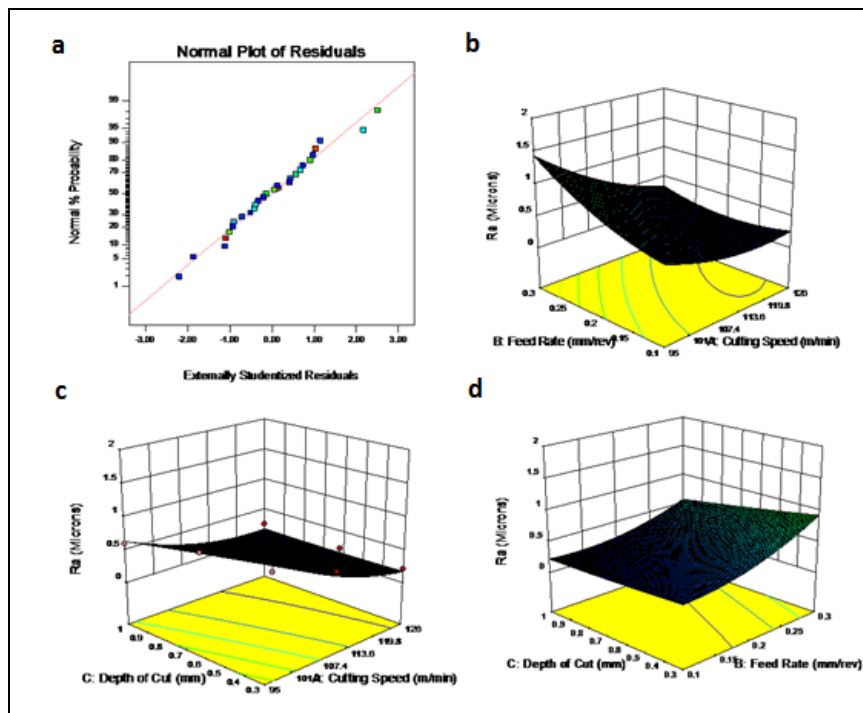 a
Normal Plot of Residuals
Normal % Probability
99
95
90
80
70
50
30
20
10
5
1
-3.00 -2.00 -1.00 0.00 1.00 2.00 3.00
Externally Studentized Residuals
b
Ra (Microns)
2
1.5
1
0.5
0
0.3 0.25 0.2 0.15 0.1
B: Feed Rate (mm/rev)
95 101. 107.4 113.6 119.8 126
A: Cutting Speed (m/min)
c
Ra (Microns)
2
1.5
1
0.5
0
1 0.9 0.8 0.7 0.6 0.5 0.4 0.3
C: Depth of Cut (mm)
95 101. 107.4 113.6 119.8 126
A: Cutting Speed (m/min)
d
Ra (Microns)
2
1.5
1
0.5
0
1 0.9 0.8 0.7 0.6 0.5 0.4 0.3
C: Depth of Cut (mm)
0.1 0.15 0.2 0.25 0.3
B: Feed Rate (mm/rev)